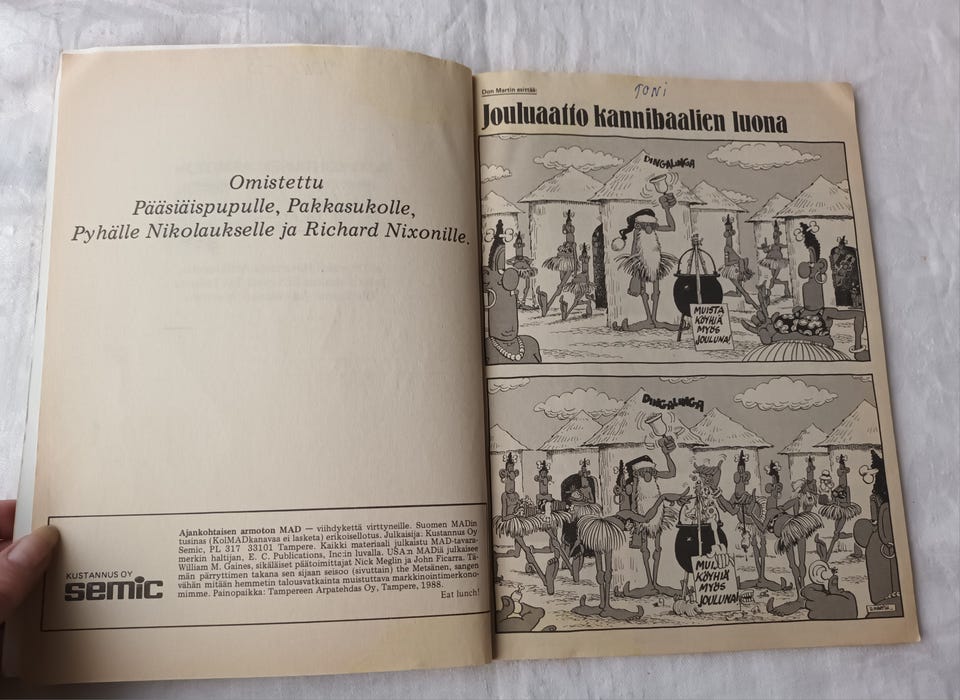 Omistettu
Pääsiäispupulle, Pakkasukolle,
Pyhälle Nikolaukselle ja Richard Nixonille.
KUSTANNUS OY
semic
Ajankohtaisen armoton MAD — viihdykettä virttyneille. Suomen MADin
tusinas (KolMADkanavaa ei lasketa) erikoisellotus. Julkaisija: Kustannus Oy
Semic, PL 317 33101 Tampere. Kaikki materiaali julkaistu MAD-tavara-
merkin haltijan, E. C. Publications, Inc:in luvalla. USA:n MADiä julkaisee
William M. Gaines, sikäläiset päätoimittajat Nick Meglin ja John Ficarra. Tä-
män pärryttimen takana sen sijaan seisoo (sivuttain) the Metsäinen, sangen
vähän mitään hemmetin talousvatkainta muistuttava markkinointimerkono-
mimme. Painopaikka: Tampereen Arpatehdas Oy, Tampere, 1988.
Eat lunch!
Don Martin esittää:
TONI
Jouluaatto kannibaalien luona
DINGALINGA
MUISTA
KÖYHIÄ
MYÖS
JOULUNA!
DINGALINGA
KÖYHIÄ
MYÖS
JOULUNA!
D. MARTIN